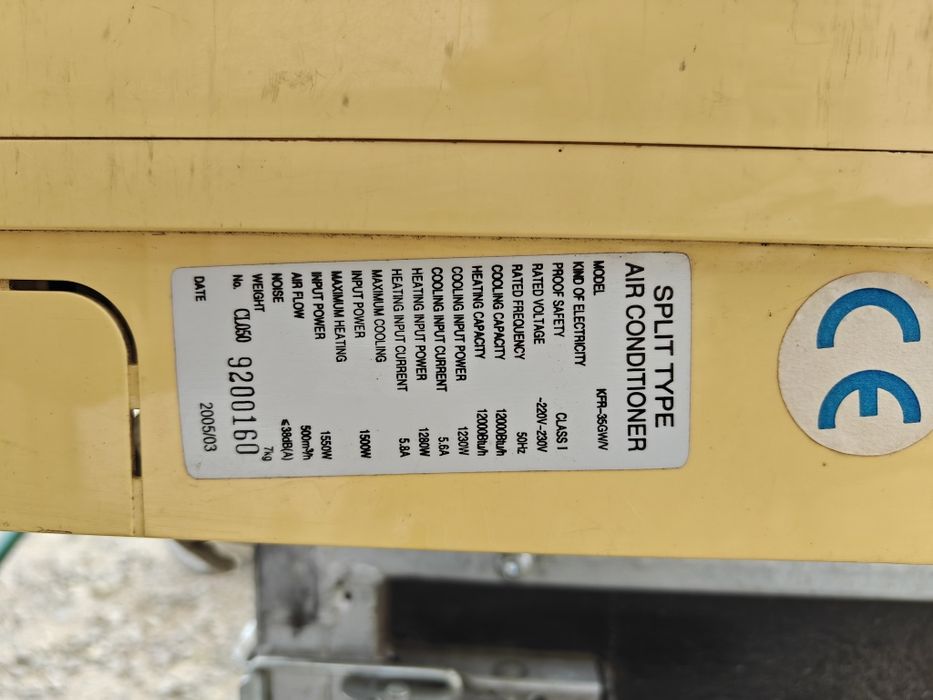 SPLIT TYPE
AIR CONDITIONER
MODEL KFR-35GW/V
KIND OF ELECTRICITY
PROOF SAFETY CLASS I
RATED VOLTAGE ~220V-230V
RATED FREQUENCY 50Hz
COOLING CAPACITY 12000Btu/h
HEATING CAPACITY 12000Btu/h
COOLING INPUT POWER 1230W
COOLING INPUT CURRENT 5.6A
HEATING INPUT POWER 1280W
HEATING INPUT CURRENT 5.8A
MAXIMUM COOLING
INPUT POWER 1500W
MAXIMUM HEATING
INPUT POWER 1550W
AIR FLOW 500m³/h
NOISE ≤38dB(A)
WEIGHT 7kg
No. CLJ50 9200160
DATE 2005/03
CE